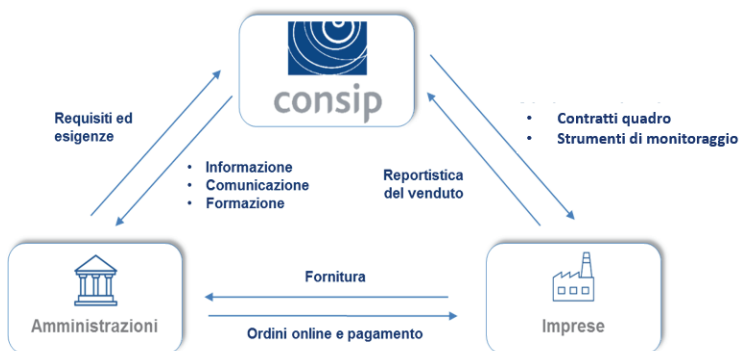 consip
Requisiti ed
esigenze
• Contratti quadro
• Strumenti di monitoraggio
• Informazione
• Comunicazione
• Formazione
Reportistica
del venduto
Fornitura
Amministrazioni
Ordini online e pagamento
Imprese